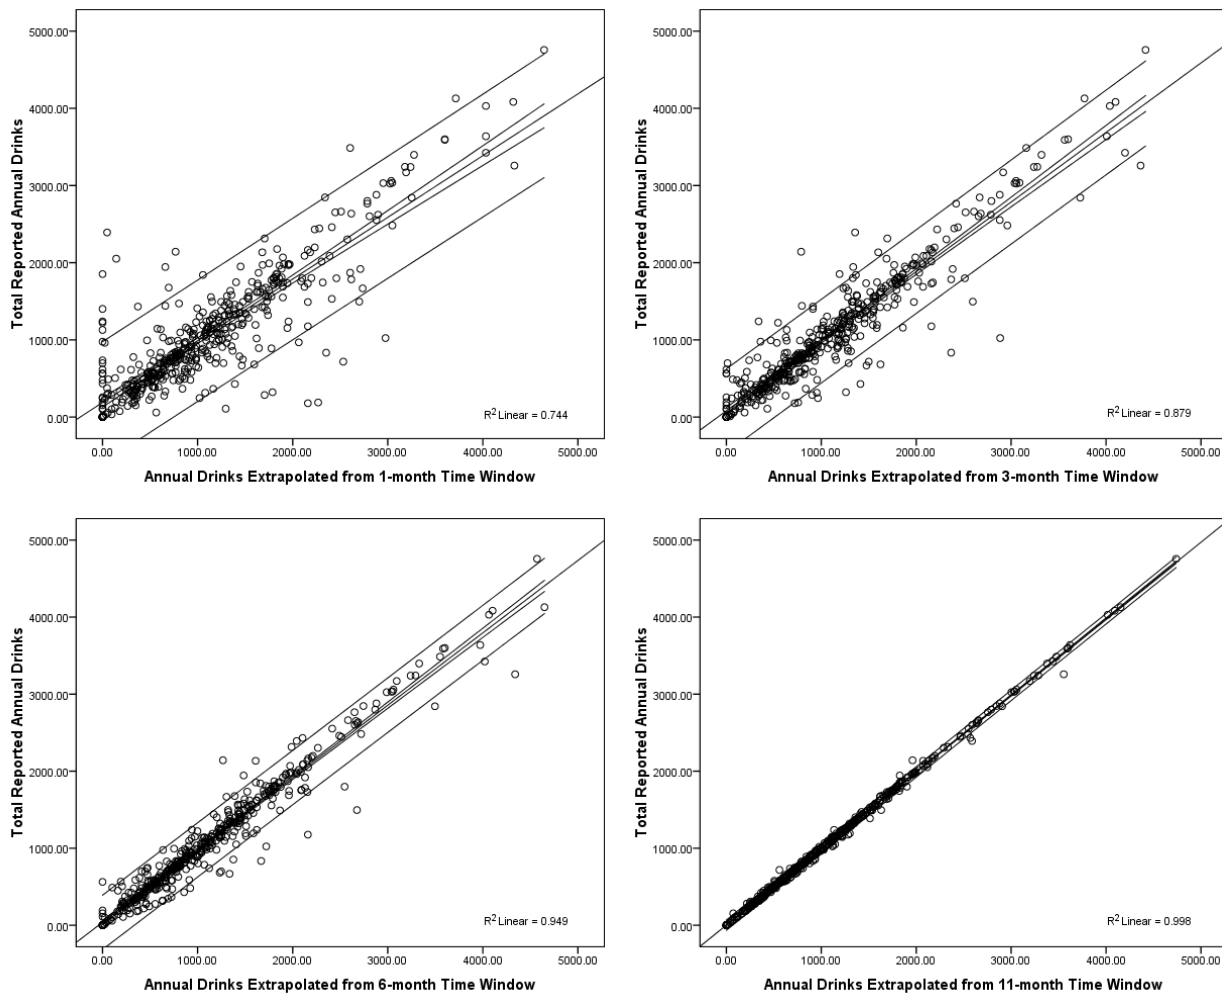 5000.00
4000.00
3000.00
2000.00
1000.00
0.00
Total Reported Annual Drinks
R2 Linear = 0.744
0.00 1000.00 2000.00 3000.00 4000.00 5000.00
Annual Drinks Extrapolated from 1-month Time Window
5000.00
4000.00
3000.00
2000.00
1000.00
0.00
Total Reported Annual Drinks
R2 Linear = 0.879
0.00 1000.00 2000.00 3000.00 4000.00 5000.00
Annual Drinks Extrapolated from 3-month Time Window
5000.00
4000.00
3000.00
2000.00
1000.00
0.00
Total Reported Annual Drinks
R2 Linear = 0.949
0.00 1000.00 2000.00 3000.00 4000.00 5000.00
Annual Drinks Extrapolated from 6-month Time Window
5000.00
4000.00
3000.00
2000.00
1000.00
0.00
Total Reported Annual Drinks
R2 Linear = 0.998
0.00 1000.00 2000.00 3000.00 4000.00 5000.00
Annual Drinks Extrapolated from 11-month Time Window